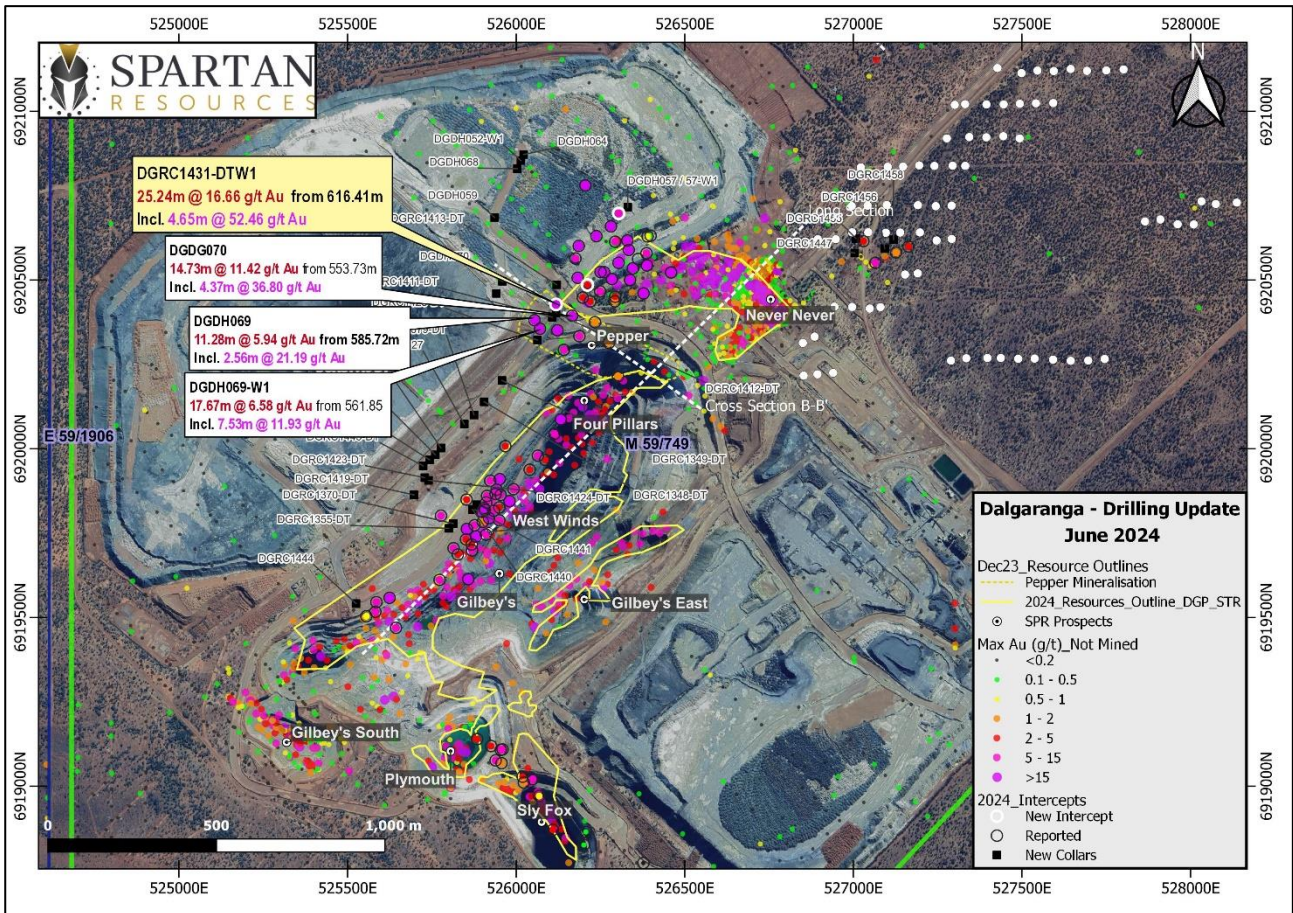 525000E 525500E 526000E 526500E 527000E 527500E 528000E
SPARTAN
RESOURCES
N
6921000N
6921000N
DGDH052-W1
DGDH064
DGDH068
DGDH057 / 57-W1
DGDH059
DGRC1413-DT
DGRC1458
DGRC1456
Long Section
DGRC1447
DGRC1431-DTW1
25.24m @ 16.66 g/t Au from 616.41m
Incl. 4.65m @ 52.46 g/t Au
DGDG070
14.73m @ 11.42 g/t Au from 553.73m
Incl. 4.37m @ 36.80 g/t Au
DGDH069
11.28m @ 5.94 g/t Au from 585.72m
Incl. 2.56m @ 21.19 g/t Au
DGDH069-W1
17.67m @ 6.58 g/t Au from 561.85
Incl. 7.53m @ 11.93 g/t Au
6920500N
6920500N
Never Never
Pepper
DGRC1412-DT
Cross Section B-B'
Four Pillars
E 59/1906
M 59/749
6920000N
6920000N
DGRC1423-DT
DGRC1419-DT
DGRC1370-DT
DGRC1355-DT
DGRC1444
DGRC1349-DT
DGRC1348-DT
DGRC1424-DT
West Winds
DGRC1441
DGRC1440
Gilbey's
Gilbey's East
6919500N
6919500N
Gilbey's South
Plymouth
Sly Fox
6919000N
6919000N
0 500 1,000 m
Dalgaranga - Drilling Update
June 2024
Dec23_Resource Outlines
Pepper Mineralisation
2024_Resources_Outline_DGP_STR
SPR Prospects
Max Au (g/t)_Not Mined
<0.2
0.1 - 0.5
0.5 - 1
1 - 2
2 - 5
5 - 15
>15
2024_Intercepts
New Intercept
Reported
New Collars
525000E 525500E 526000E 526500E 527000E 527500E 528000E